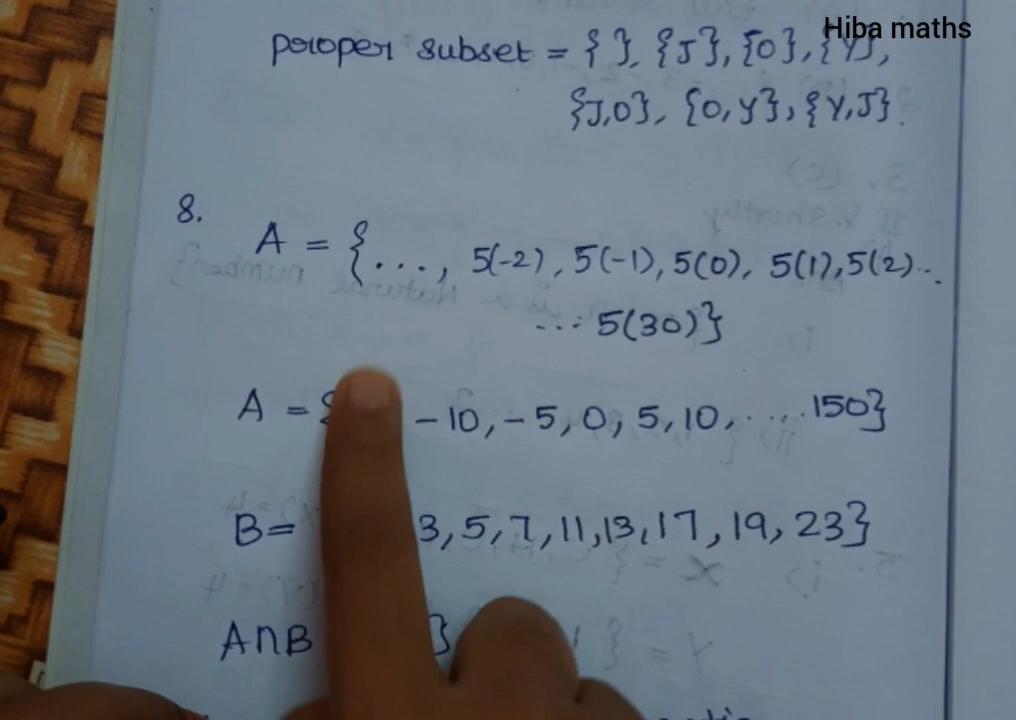 Hiba maths
proper subset = { }, {J}, {O}, {Y},
{J,O}, {O,Y}, {Y,J}.
8.
A = {..., 5(-2), 5(-1), 5(0), 5(1), 5(2)...
... 5(30)}
A = { -10, -5, 0, 5, 10, .... 150}
B= 3, 5, 7, 11, 13, 17, 19, 23}
A∩B }